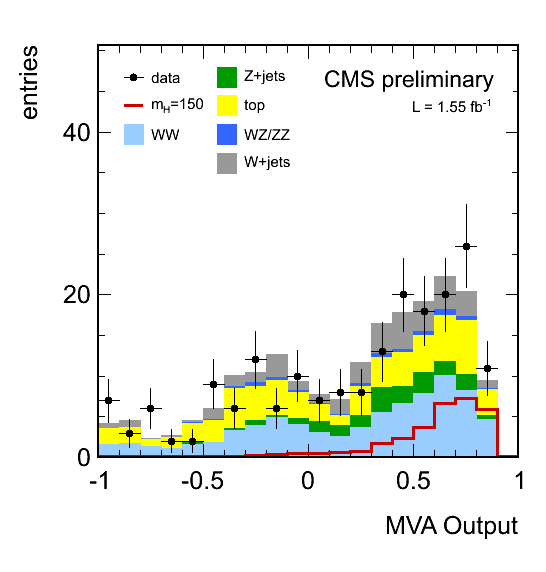 entries
CMS preliminary
L = 1.55 fb⁻¹
data
m_H=150
WW
Z+jets
top
WZ/ZZ
W+jets
40
20
0
-1
-0.5
0
0.5
1
MVA Output